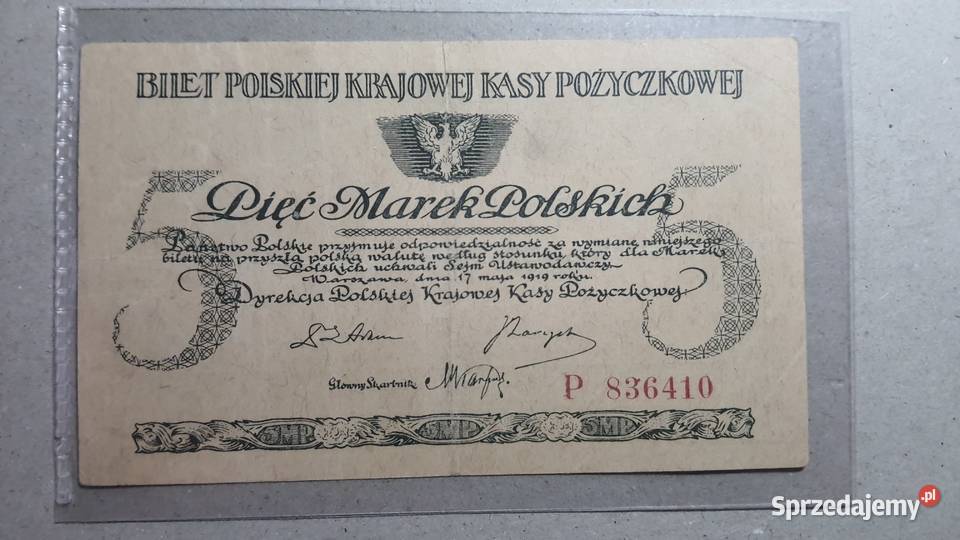 BILET POLSKIEJ KRAJOWEJ KASY POŻYCZKOWEJ
5 5
Pięć Marek Polskich
Państwo Polskie przyjmuje odpowiedzialność za wymianę niniejszego
biletu na przyszłą polską walutę według stosunku, który dla Marek
Polskich uchwali Sejm Ustawodawczy.
Warszawa, dnia 17 maja 1919 roku.
Dyrekcja Polskiej Krajowej Kasy Pożyczkowej
Główny Skarbnik
P 836410
5MP. 5MP. 5MP.
Sprzedajemy.pl